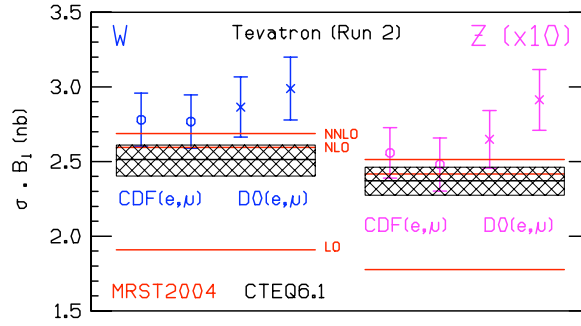 W Tevatron (Run 2) Z (x10)
3.5
3.0
2.5
2.0
1.5
σ . B_l (nb)
NNLO
NLO
CDF(e,μ) D0(e,μ)
CDF(e,μ) D0(e,μ)
LO
MRST2004 CTEQ6.1